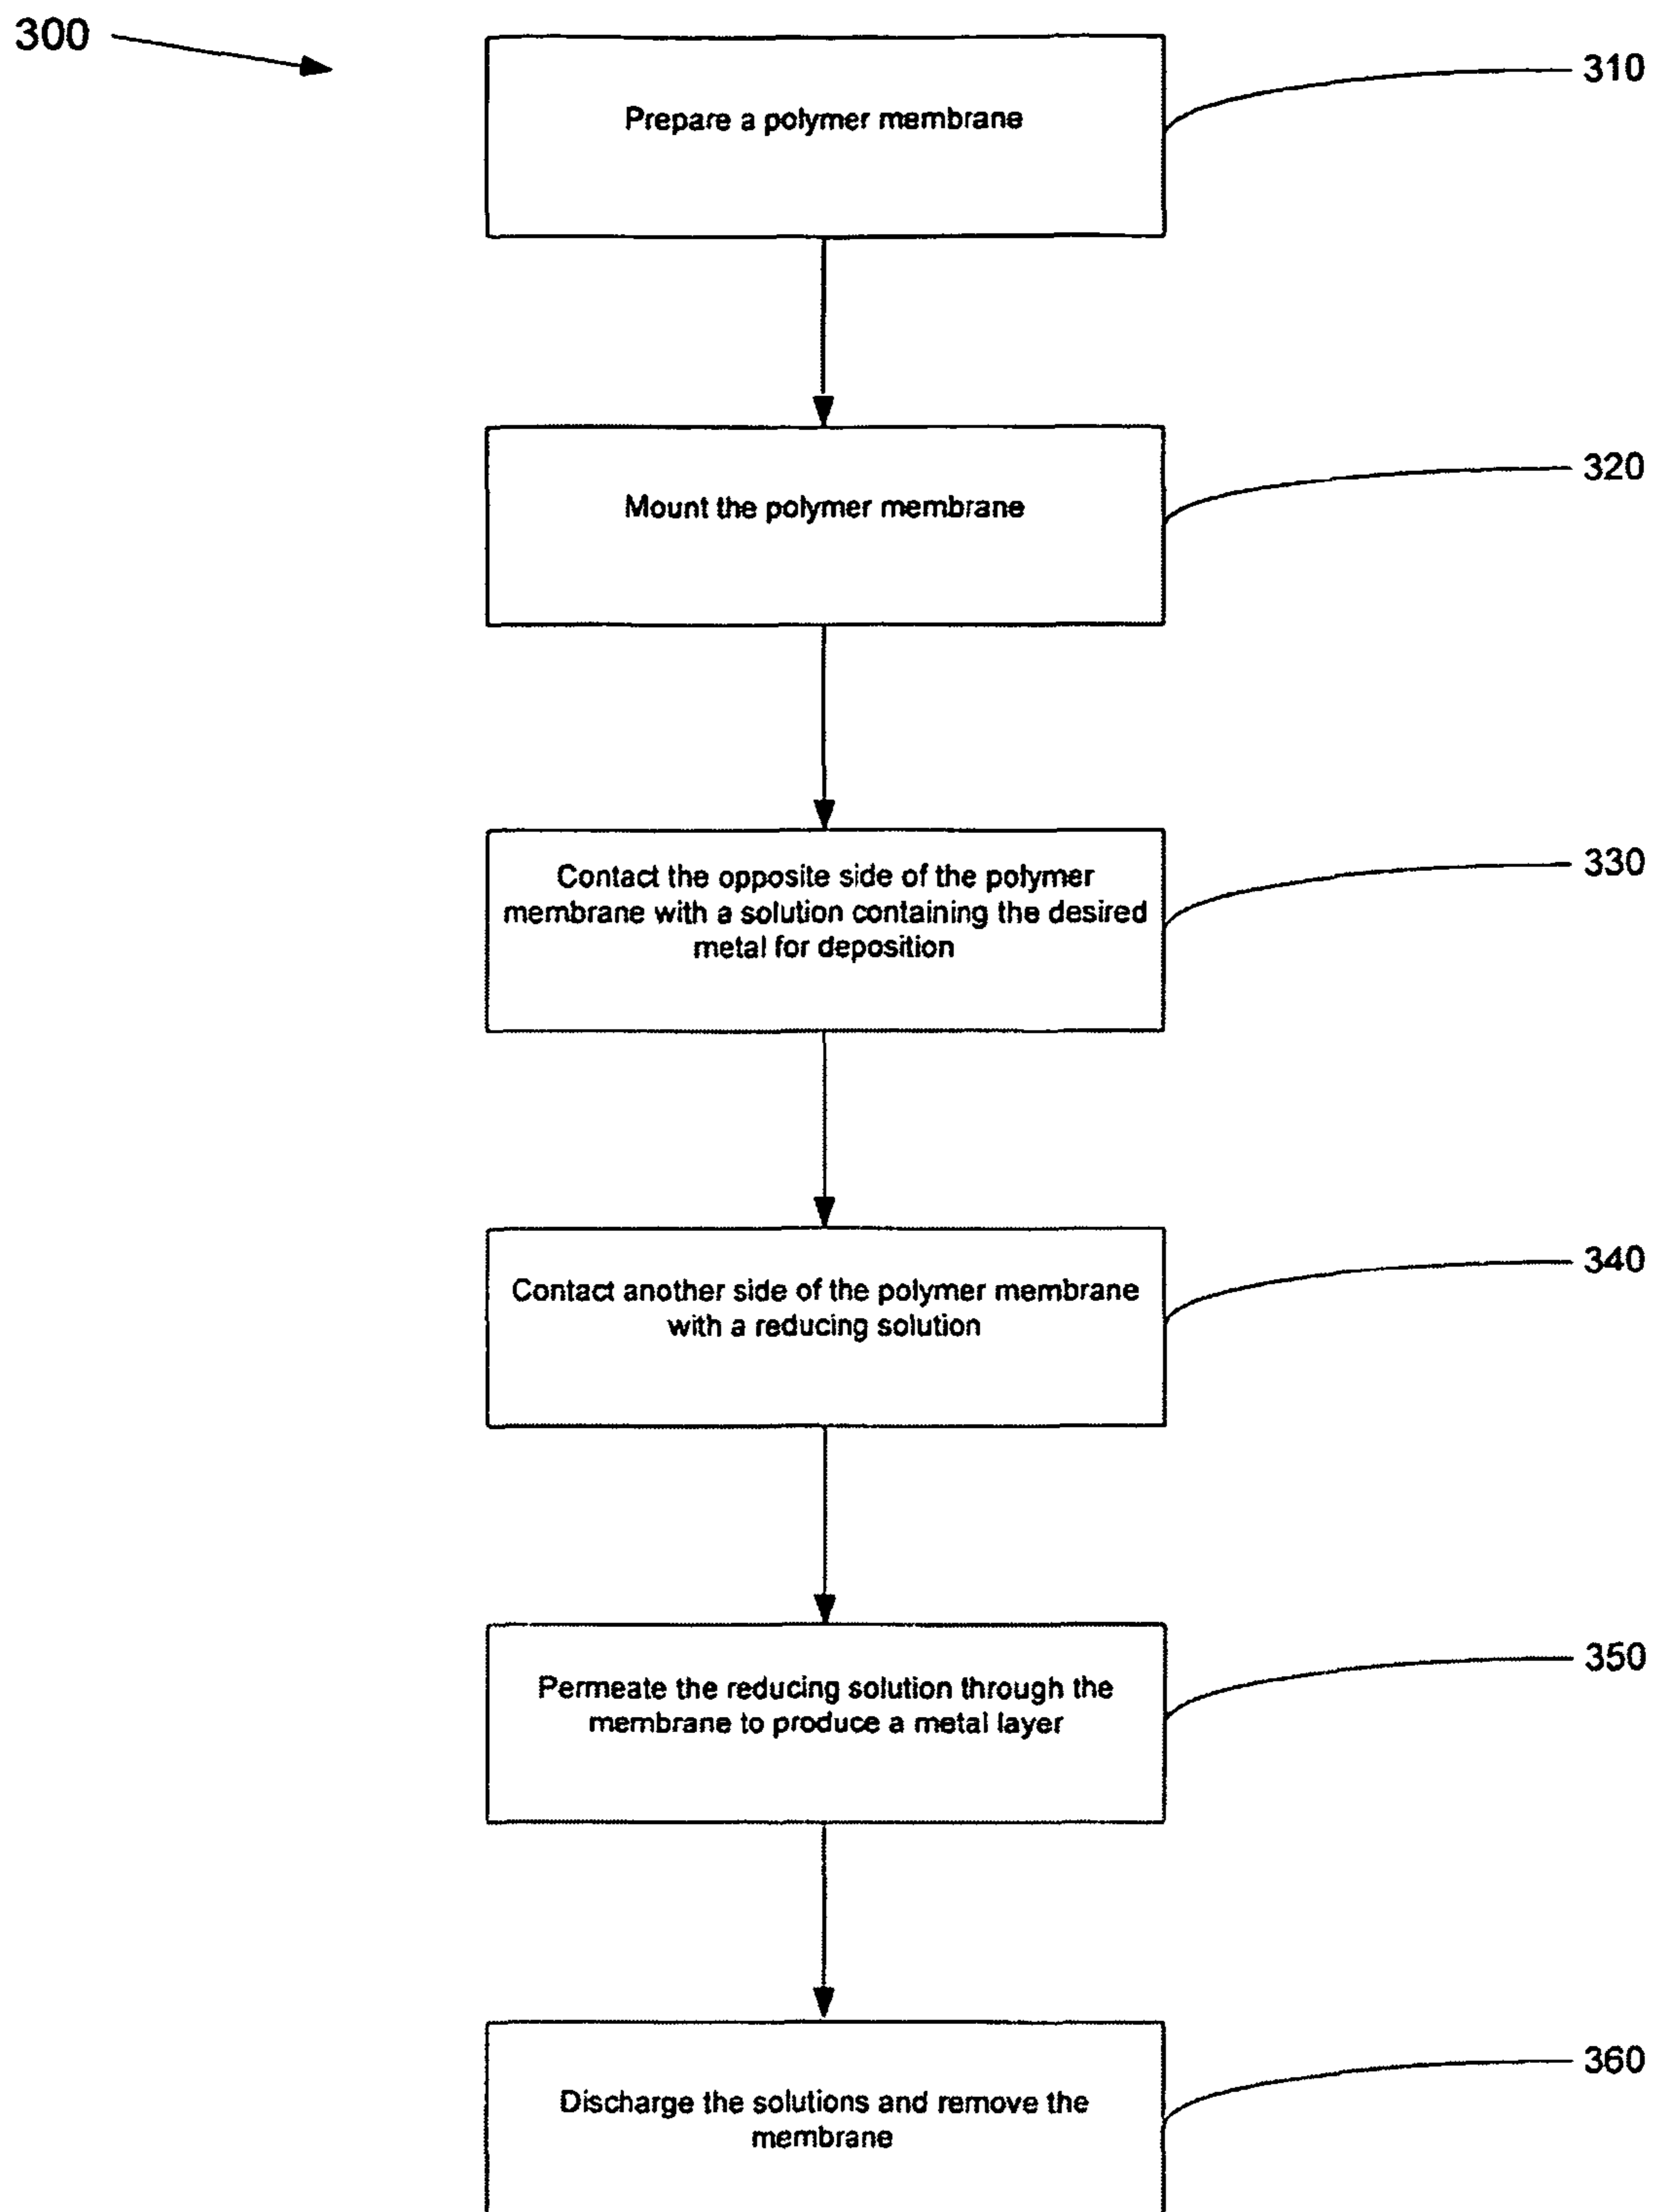 300
310
Prepare a polymer membrane
320
Mount the polymer membrane
330
Contact the opposite side of the polymer
membrane with a solution containing the desired
metal for deposition
340
Contact another side of the polymer membrane
with a reducing solution
350
Permeate the reducing solution through the
membrane to produce a metal layer
360
Discharge the solutions and remove the
membrane